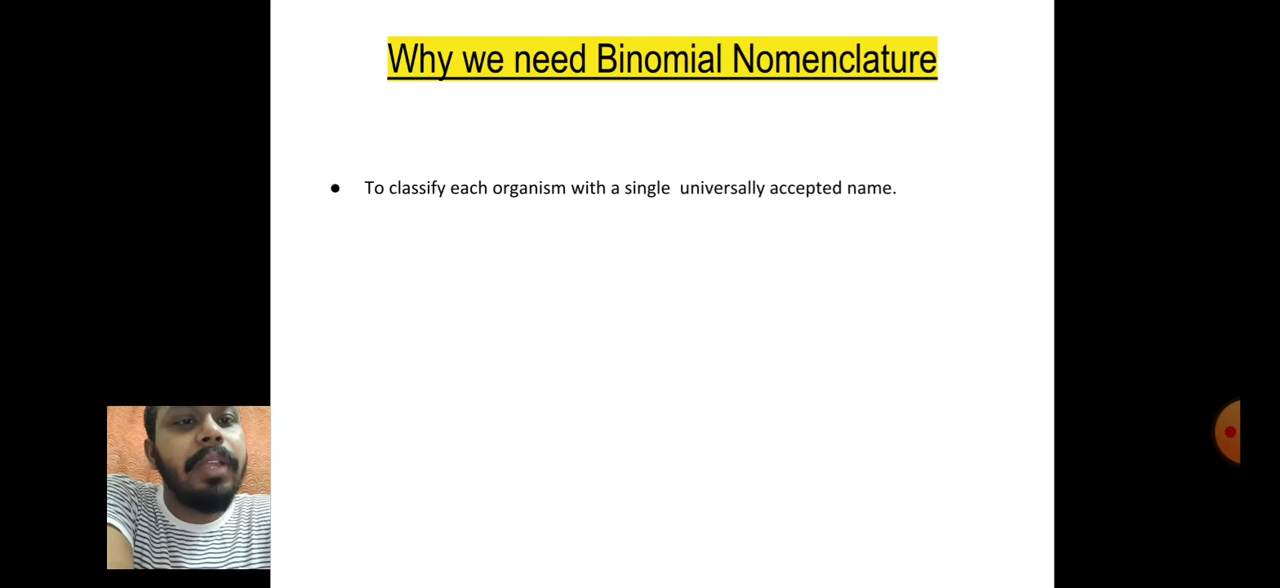 Why we need Binomial Nomenclature
● To classify each organism with a single  universally accepted name.